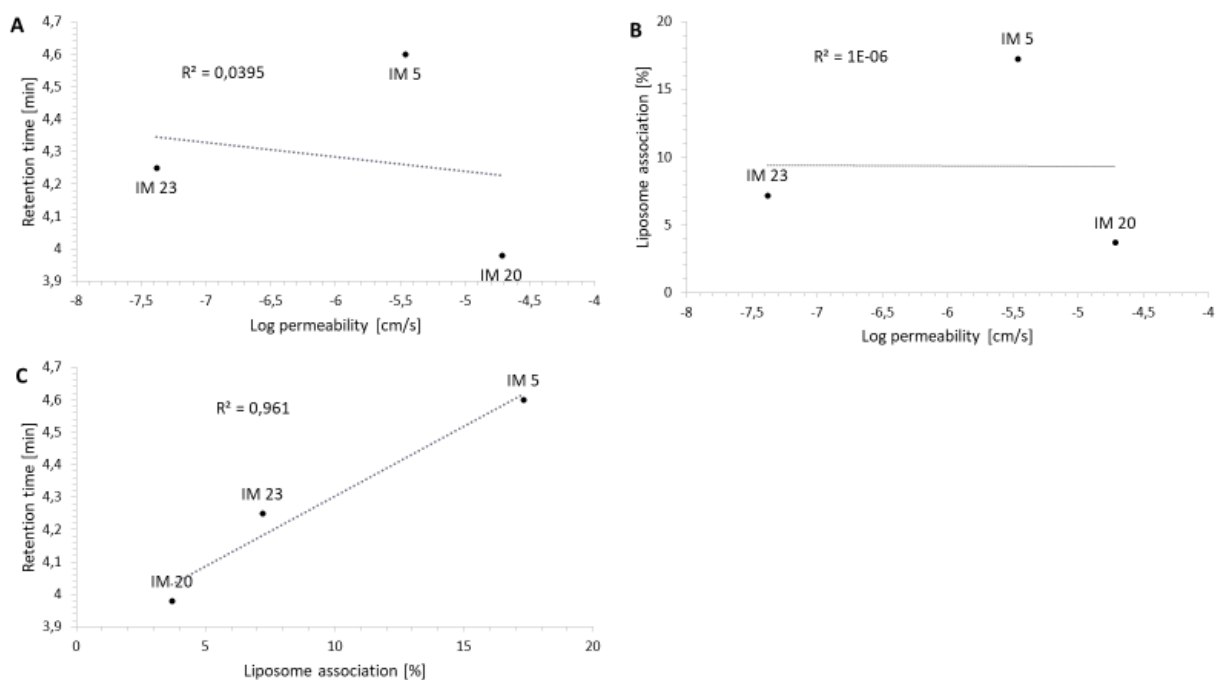 A
Retention time [min]
4,7
4,6
4,5
4,4
4,3
4,2
4,1
4
3,9
R² = 0,0395
IM 5
IM 23
IM 20
-8
-7,5
-7
-6,5
-6
-5,5
-5
-4,5
-4
Log permeability [cm/s]
B
Liposome association [%]
20
15
10
5
0
R² = 1E-06
IM 5
IM 23
IM 20
-8
-7,5
-7
-6,5
-6
-5,5
-5
-4,5
-4
Log permeability [cm/s]
C
Retention time [min]
4,7
4,6
4,5
4,4
4,3
4,2
4,1
4
3,9
R² = 0,961
IM 5
IM 23
IM 20
0
5
10
15
20
Liposome association [%]